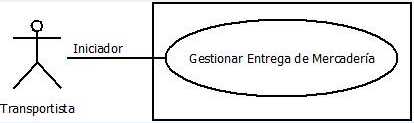 Iniciador
Gestionar Entrega de Mercadería
Transportista